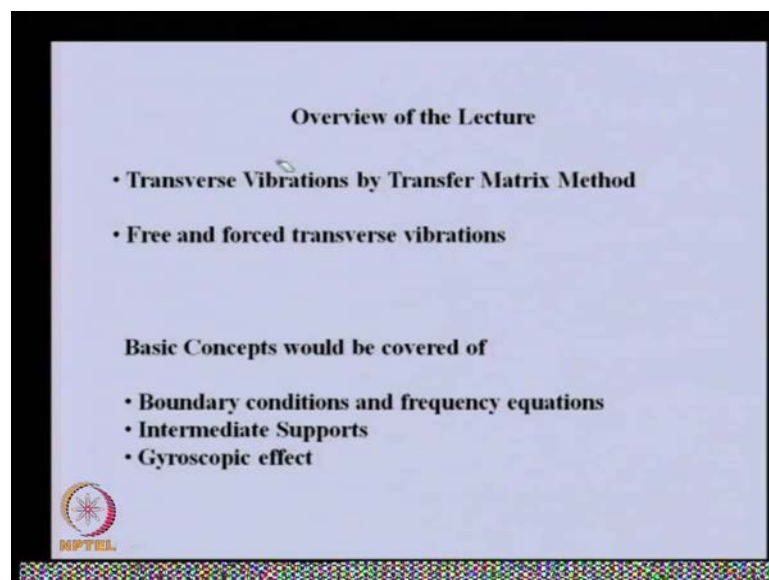 Overview of the Lecture
• Transverse Vibrations by Transfer Matrix Method
• Free and forced transverse vibrations
Basic Concepts would be covered of
• Boundary conditions and frequency equations
• Intermediate Supports
• Gyroscopic effect
NPTEL